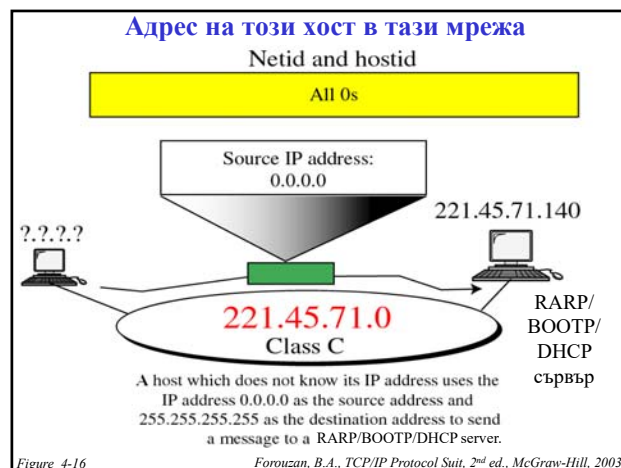 Адрес на този хост в тази мрежа
Netid and hostid
All 0s
Source IP address:
0.0.0.0
221.45.71.140
?.?.?.?
RARP/
BOOTP/
DHCP
сървър
221.45.71.0
Class C
A host which does not know its IP address uses the
IP address 0.0.0.0 as the source address and
255.255.255.255 as the destination address to send
a message to a RARP/BOOTP/DHCP server.
Figure 4-16
Forouzan, B.A., TCP/IP Protocol Suit, 2nd ed., McGraw-Hill, 2003